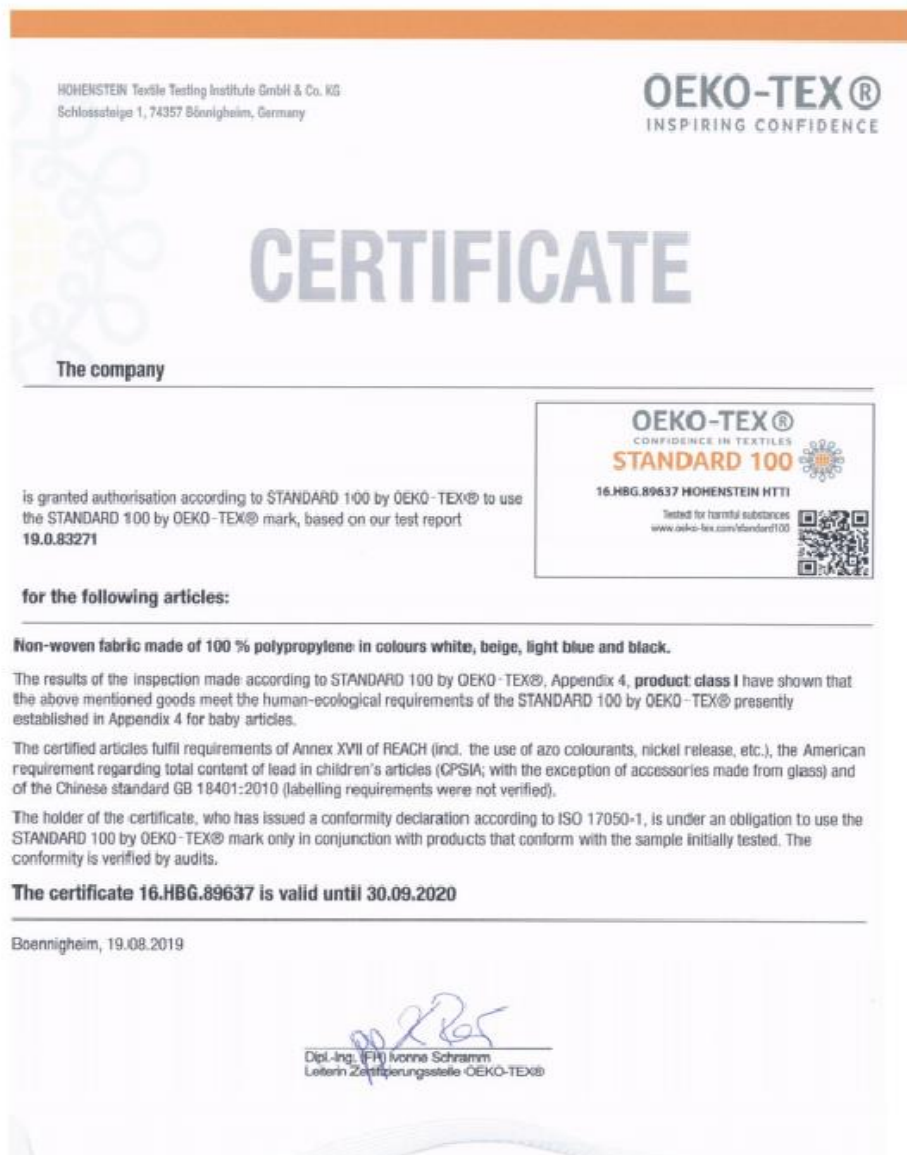 HOHENSTEIN Textile Testing Institute GmbH & Co. KG
Schlosssteige 1, 74357 Bönnigheim, Germany
OEKO-TEX®
INSPIRING CONFIDENCE
CERTIFICATE
The company
OEKO-TEX®
CONFIDENCE IN TEXTILES
STANDARD 100
16.HBG.89637 HOHENSTEIN HTTI
Tested for harmful substances
www.oeko-tex.com/standard100
is granted authorisation according to STANDARD 100 by OEKO-TEX® to use
the STANDARD 100 by OEKO-TEX® mark, based on our test report
19.0.83271
for the following articles:
Non-woven fabric made of 100 % polypropylene in colours white, beige, light blue and black.
The results of the inspection made according to STANDARD 100 by OEKO-TEX®, Appendix 4, product class I have shown that
the above mentioned goods meet the human-ecological requirements of the STANDARD 100 by OEKO-TEX® presently
established in Appendix 4 for baby articles.
The certified articles fulfil requirements of Annex XVII of REACH (incl. the use of azo colourants, nickel release, etc.), the American
requirement regarding total content of lead in children's articles (CPSIA; with the exception of accessories made from glass) and
of the Chinese standard GB 18401:2010 (labelling requirements were not verified).
The holder of the certificate, who has issued a conformity declaration according to ISO 17050-1, is under an obligation to use the
STANDARD 100 by OEKO-TEX® mark only in conjunction with products that conform with the sample initially tested. The
conformity is verified by audits.
The certificate 16.HBG.89637 is valid until 30.09.2020
Boennigheim, 19.08.2019
Dipl.-Ing. (FH) Ivonne Schramm
Leiterin Zertifizierungsstelle OEKO-TEX®